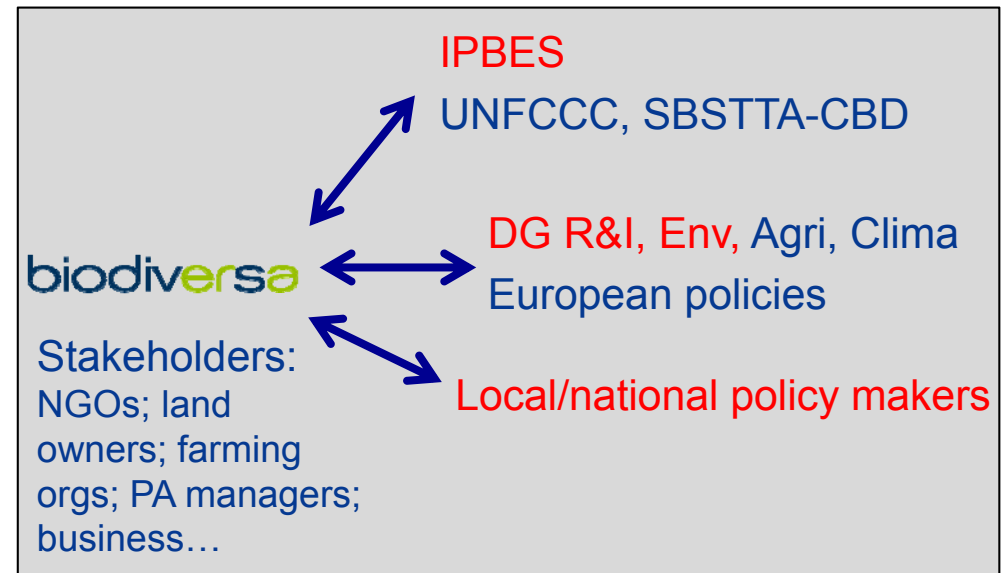 IPBES
UNFCCC, SBSTTA-CBD
DG R&I, Env, Agri, Clima
European policies
biodiversa
Local/national policy makers
Stakeholders:
NGOs; land
owners; farming
orgs; PA managers;
business…